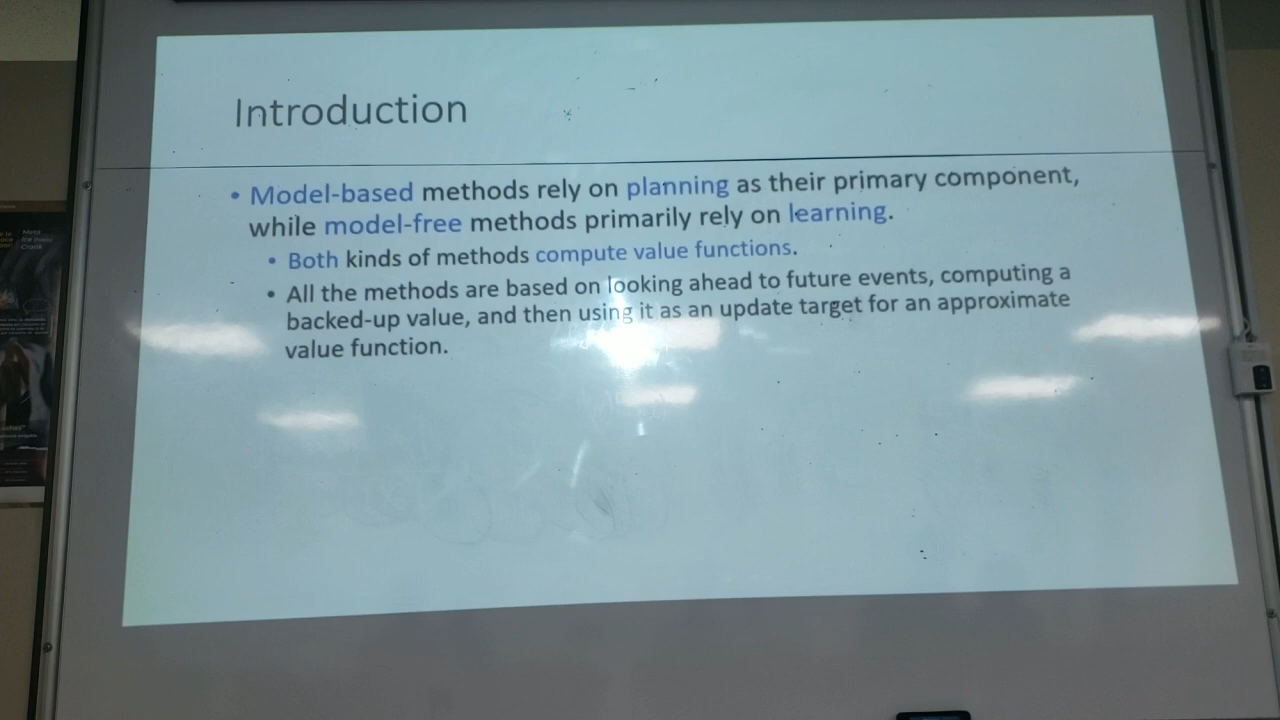 Introduction
• Model-based methods rely on planning as their primary component,
while model-free methods primarily rely on learning.
• Both kinds of methods compute value functions.
• All the methods are based on looking ahead to future events, computing a
backed-up value, and then using it as an update target for an approximate
value function.